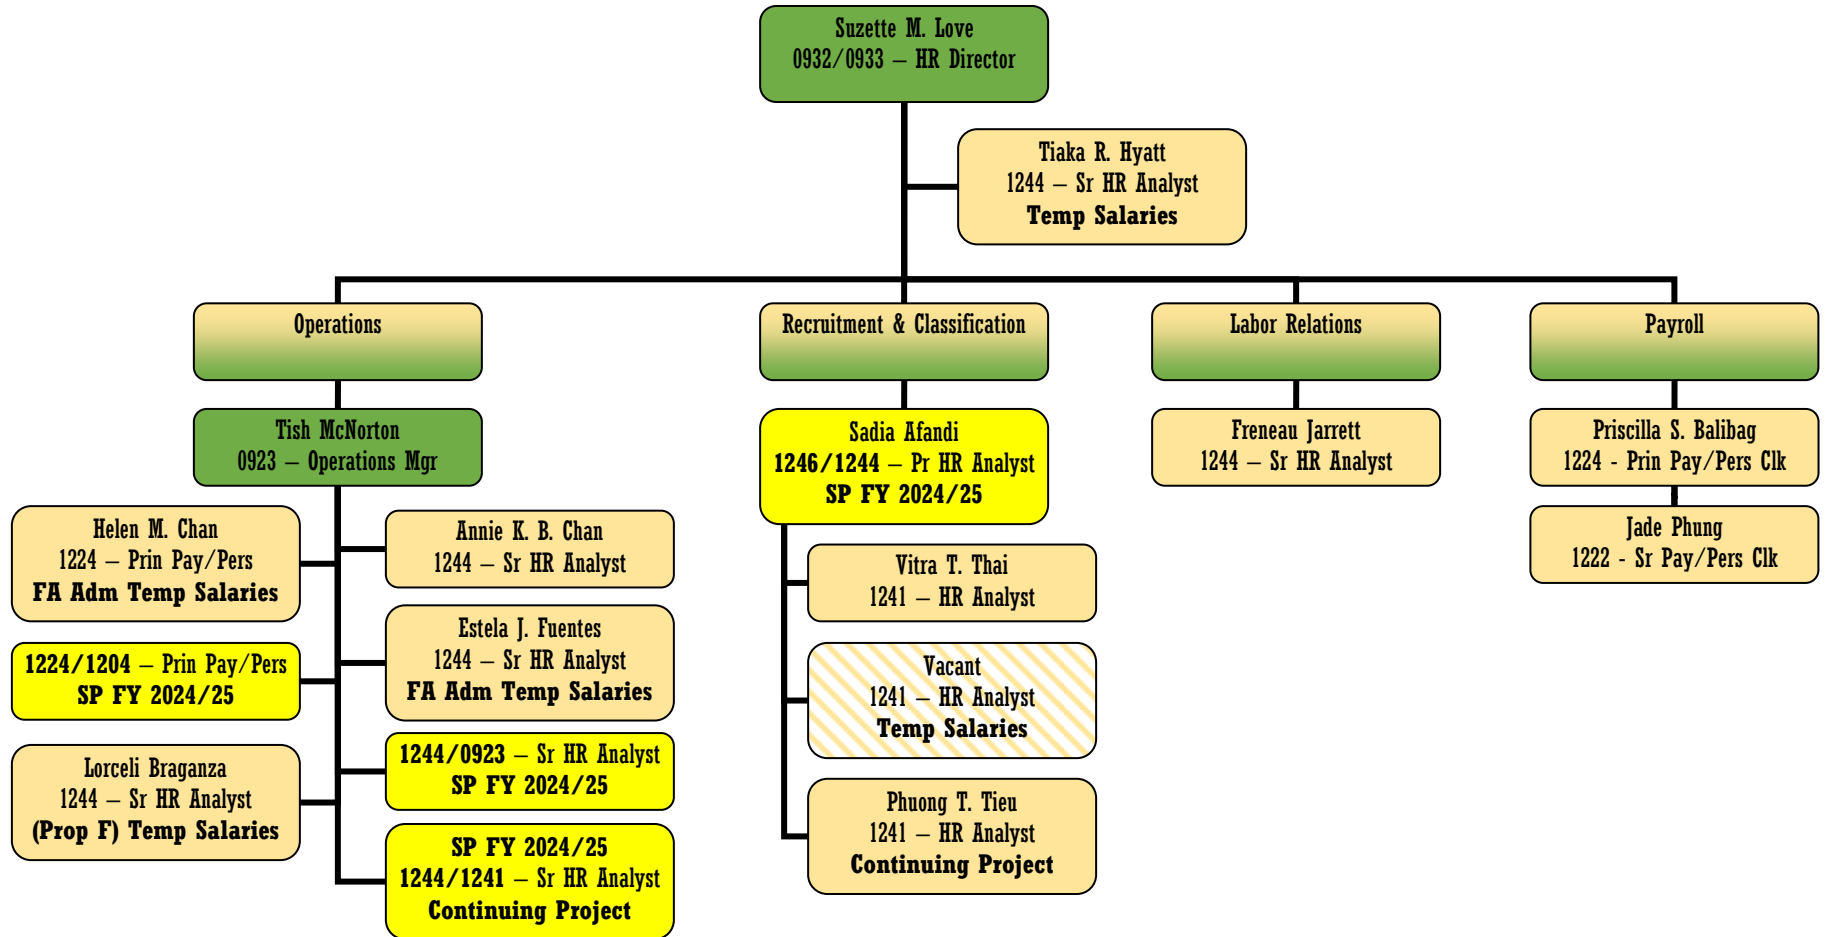 Suzette M. Love
0932/0933 – HR Director
Tiaka R. Hyatt
1244 – Sr HR Analyst
Temp Salaries
Operations
Recruitment & Classification
Labor Relations
Payroll
Tish McNorton
0923 – Operations Mgr
Helen M. Chan
1224 – Prin Pay/Pers
FA Adm Temp Salaries
1224/1204 – Prin Pay/Pers
SP FY 2024/25
Lorceli Braganza
1244 – Sr HR Analyst
(Prop F) Temp Salaries
Annie K. B. Chan
1244 – Sr HR Analyst
Estela J. Fuentes
1244 – Sr HR Analyst
FA Adm Temp Salaries
1244/0923 – Sr HR Analyst
SP FY 2024/25
SP FY 2024/25
1244/1241 – Sr HR Analyst
Continuing Project
Sadia Afandi
1246/1244 – Pr HR Analyst
SP FY 2024/25
Vitra T. Thai
1241 – HR Analyst
Vacant
1241 – HR Analyst
Temp Salaries
Phuong T. Tieu
1241 – HR Analyst
Continuing Project
Freneau Jarrett
1244 – Sr HR Analyst
Priscilla S. Balibag
1224 - Prin Pay/Pers Clk
Jade Phung
1222 - Sr Pay/Pers Clk